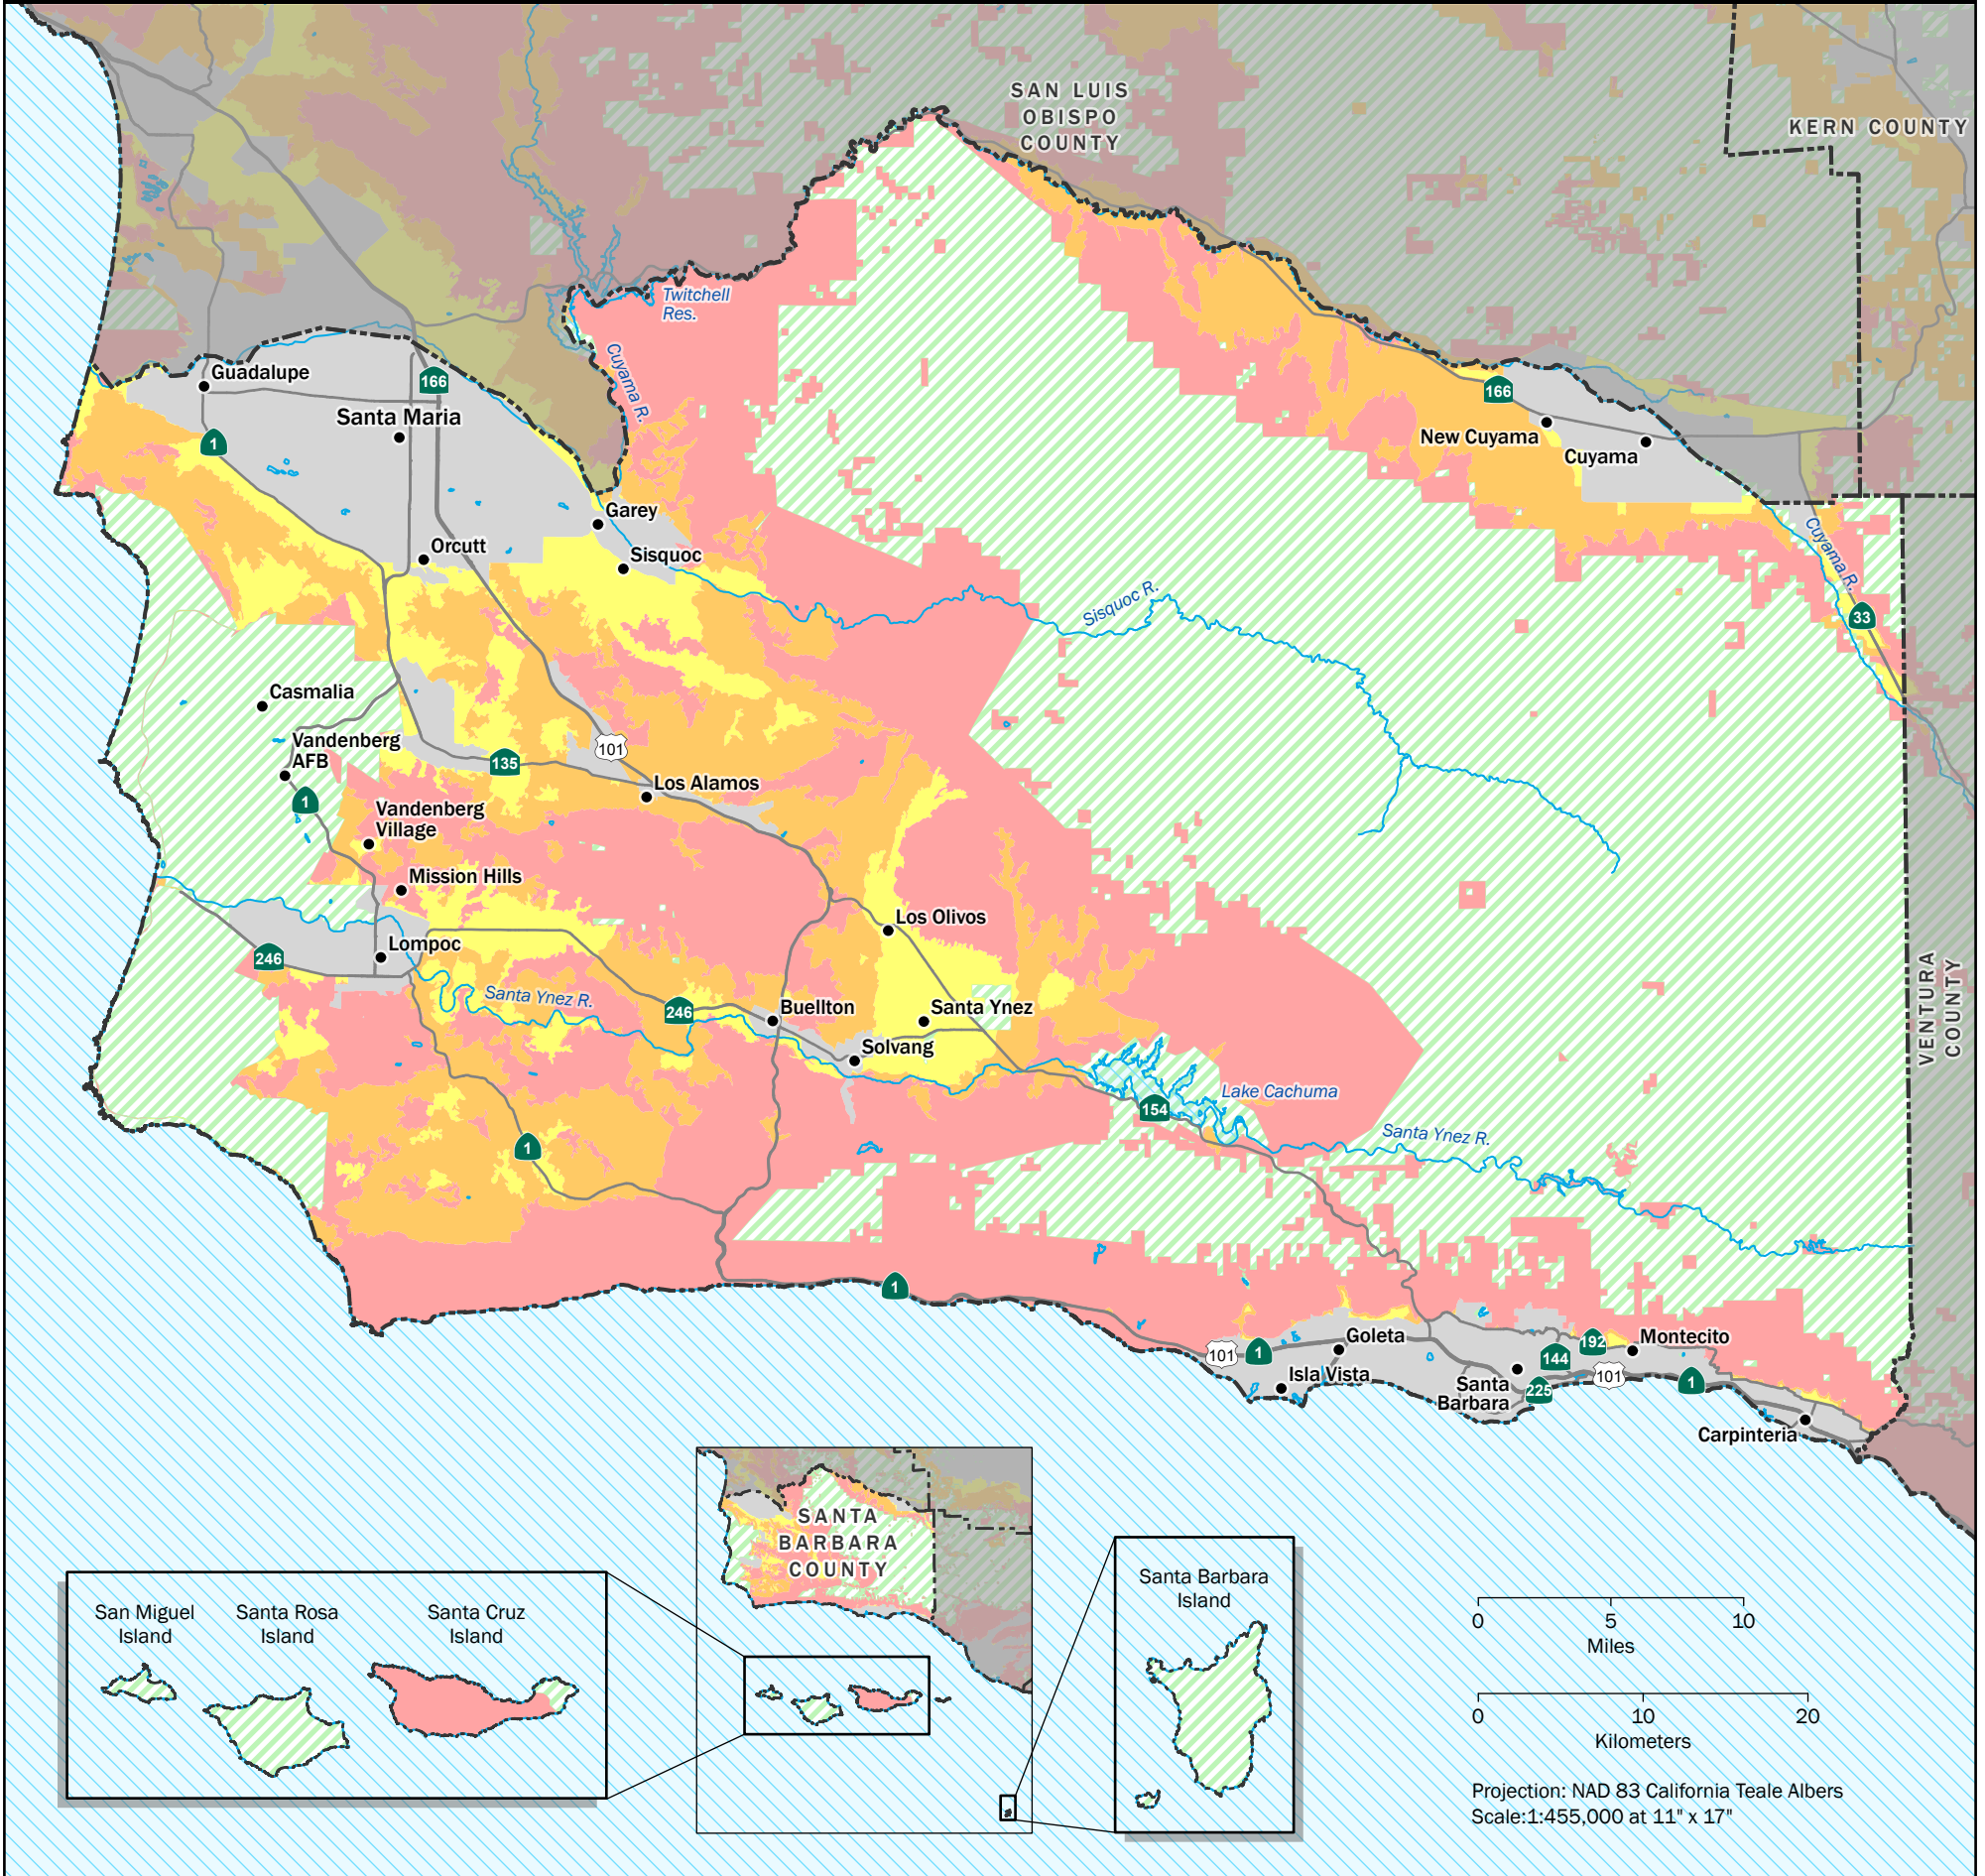 SAN LUIS
OBISPO
COUNTY
KERN COUNTY
Twitchell
Res.
Cuyama R.
Guadalupe
166
Santa Maria
1
166
New Cuyama
Cuyama
Garey
Orcutt
Sisquoc
Cuyama R.
Sisquoc R.
33
Casmalia
Vandenberg
AFB
135
101
Los Alamos
1
Vandenberg
Village
Mission Hills
Los Olivos
Lompoc
246
Santa Ynez R.
246
Buellton
Santa Ynez
Solvang
VENTURA
COUNTY
Lake Cachuma
154
Santa Ynez R.
1
1
101
1
Goleta
Isla Vista
192
Montecito
144
101
225
1
Santa
Barbara
Carpinteria
SANTA
BARBARA
COUNTY
San Miguel
Island
Santa Rosa
Island
Santa Cruz
Island
Santa Barbara
Island
0 5 10
Miles
0 10 20
Kilometers
Projection: NAD 83 California Teale Albers
Scale:1:455,000 at 11" x 17"